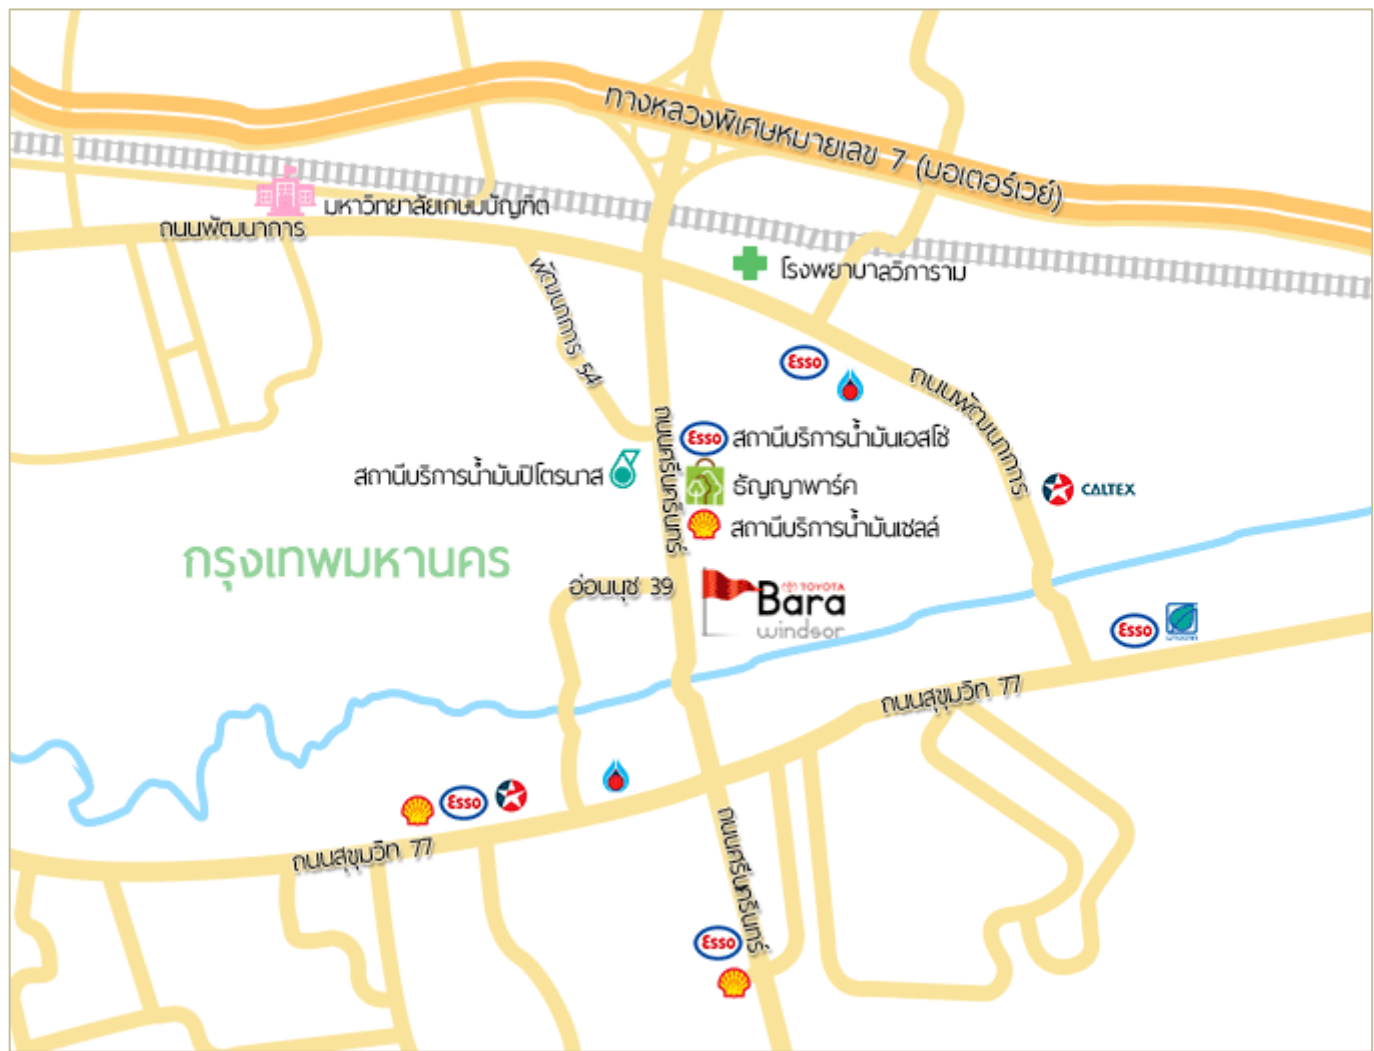 ทางหลวงพิเศษหมายเลข 7 (มอเตอร์เวย์)
มหาวิทยาลัยเกษมบัณฑิต
ถนนพัฒนาการ
พัฒนาการ 54
โรงพยาบาลวิภาราม
Esso
ถนนพัฒนาการ
ถนนศรีนครินทร์
Esso สถานีบริการน้ำมันเอสโซ่
สถานีบริการน้ำมันปิโตรนาส
ธัญญาพาร์ค
CALTEX
สถานีบริการน้ำมันเชลล์
กรุงเทพมหานคร
อ่อนนุช 39
TOYOTA
Bara
windsor
Esso
บางจาก
ถนนสุขุมวิท 77
Esso
ถนนสุขุมวิท 77
ถนนศรีนครินทร์
Esso